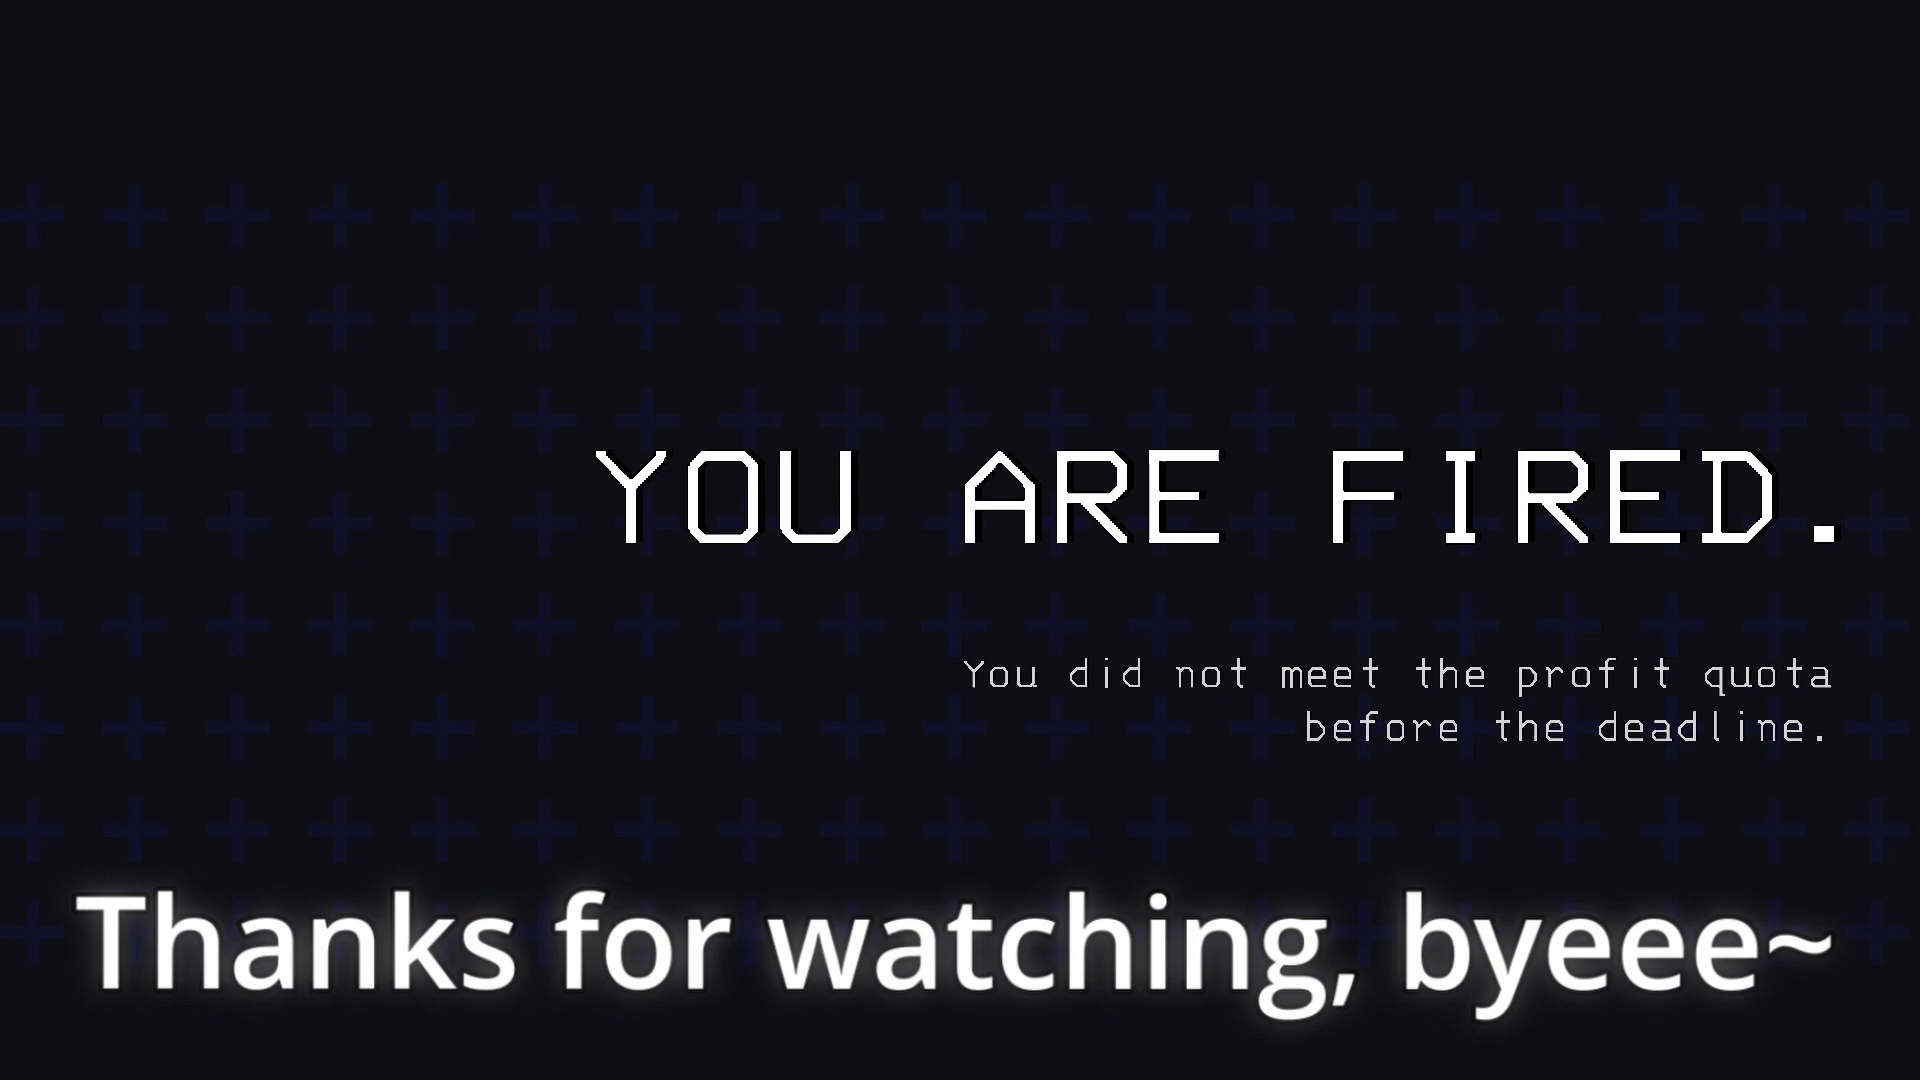 YOU ARE FIRED.
You did not meet the profit quota
before the deadline.
Thanks for watching, byeee~